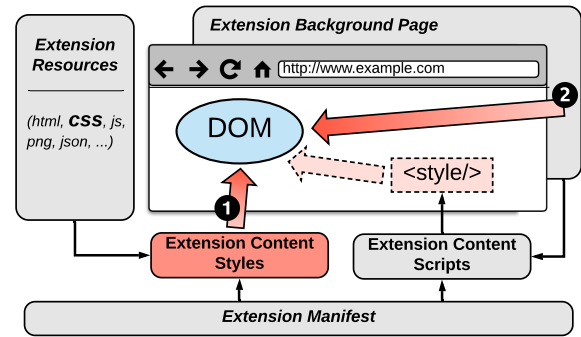 Extension Background Page
Extension
Resources
(html, css, js,
png, json, ...)
http://www.example.com
2
DOM
<style/>
1
Extension Content
Styles
Extension Content
Scripts
Extension Manifest